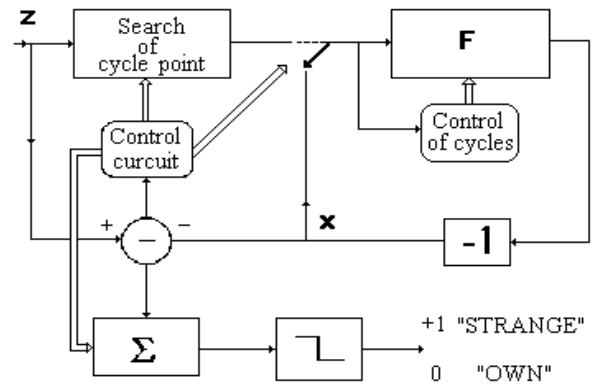 z
Search
of
cycle point
F
Control
curcuit
Control
of cycles
+
−
−
x
-1
Σ
+1 "STRANGE"
0 "OWN"